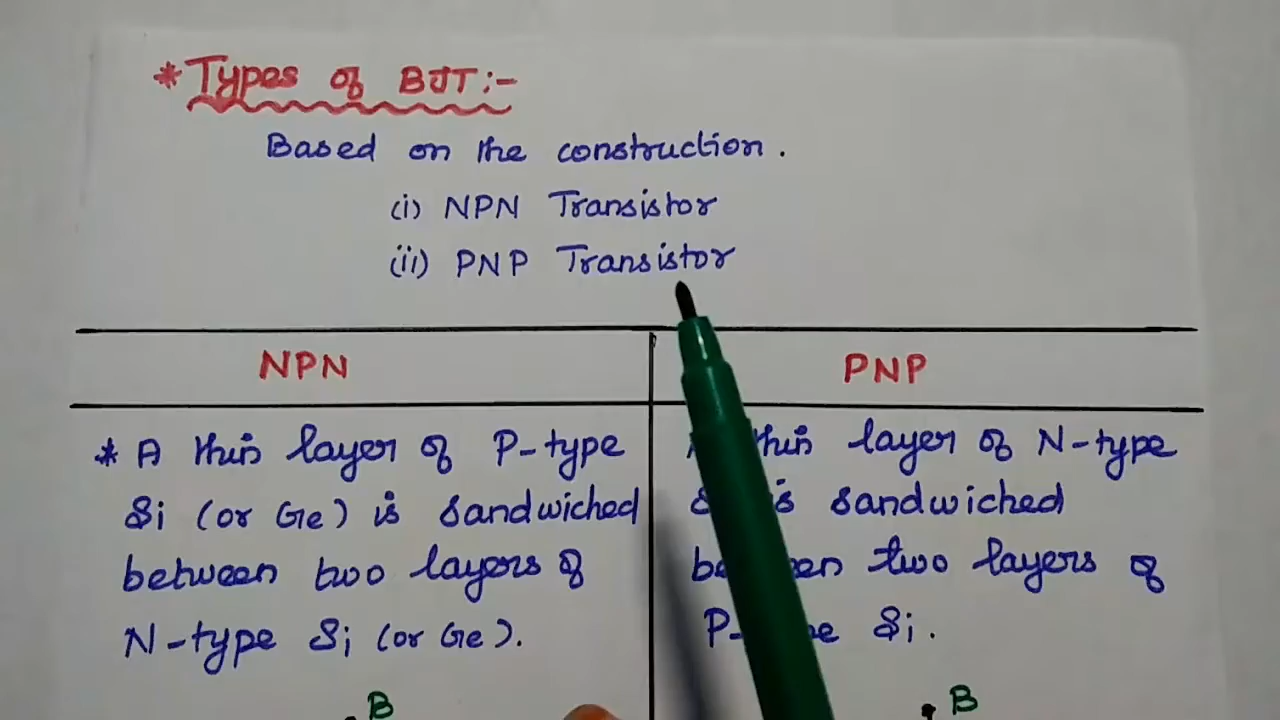 * Types of BJT:-
Based on the construction.
(i) NPN Transistor
(ii) PNP Transistor
NPN
PNP
* A thin layer of P-type
Si (or Ge) is sandwiched
between two layers of
N-type Si (or Ge).
thin layer of N-type
is sandwiched
two layers of
Si.
B
B